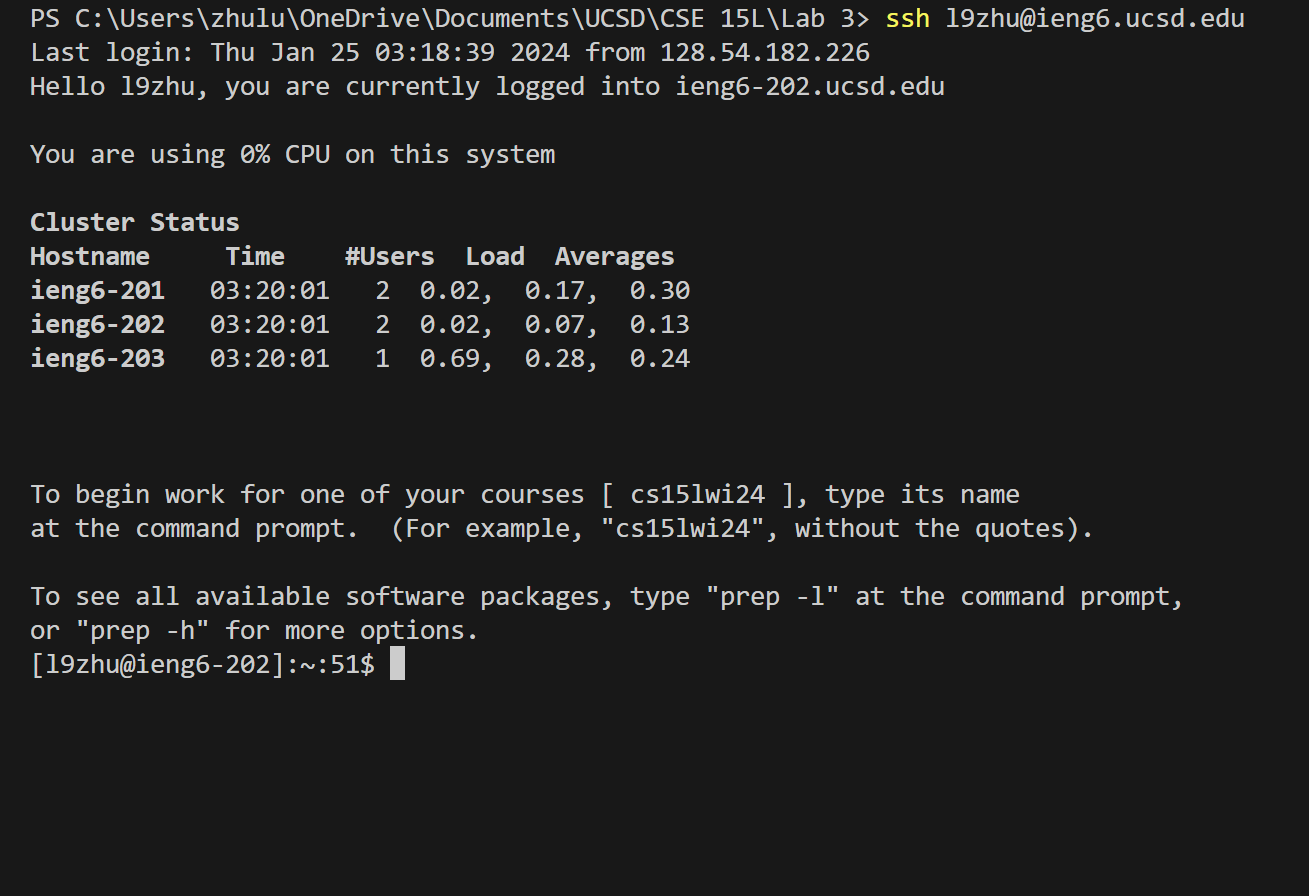 PS C:\Users\zhulu\OneDrive\Documents\UCSD\CSE 15L\Lab 3> ssh l9zhu@ieng6.ucsd.edu
Last login: Thu Jan 25 03:18:39 2024 from 128.54.182.226
Hello l9zhu, you are currently logged into ieng6-202.ucsd.edu
You are using 0% CPU on this system
Cluster Status
Hostname     Time    #Users  Load  Averages
ieng6-201   03:20:01   2  0.02,  0.17,  0.30
ieng6-202   03:20:01   2  0.02,  0.07,  0.13
ieng6-203   03:20:01   1  0.69,  0.28,  0.24
To begin work for one of your courses [ cs15lwi24 ], type its name
at the command prompt.  (For example, "cs15lwi24", without the quotes).
To see all available software packages, type "prep -l" at the command prompt,
or "prep -h" for more options.
[l9zhu@ieng6-202]:~:51$